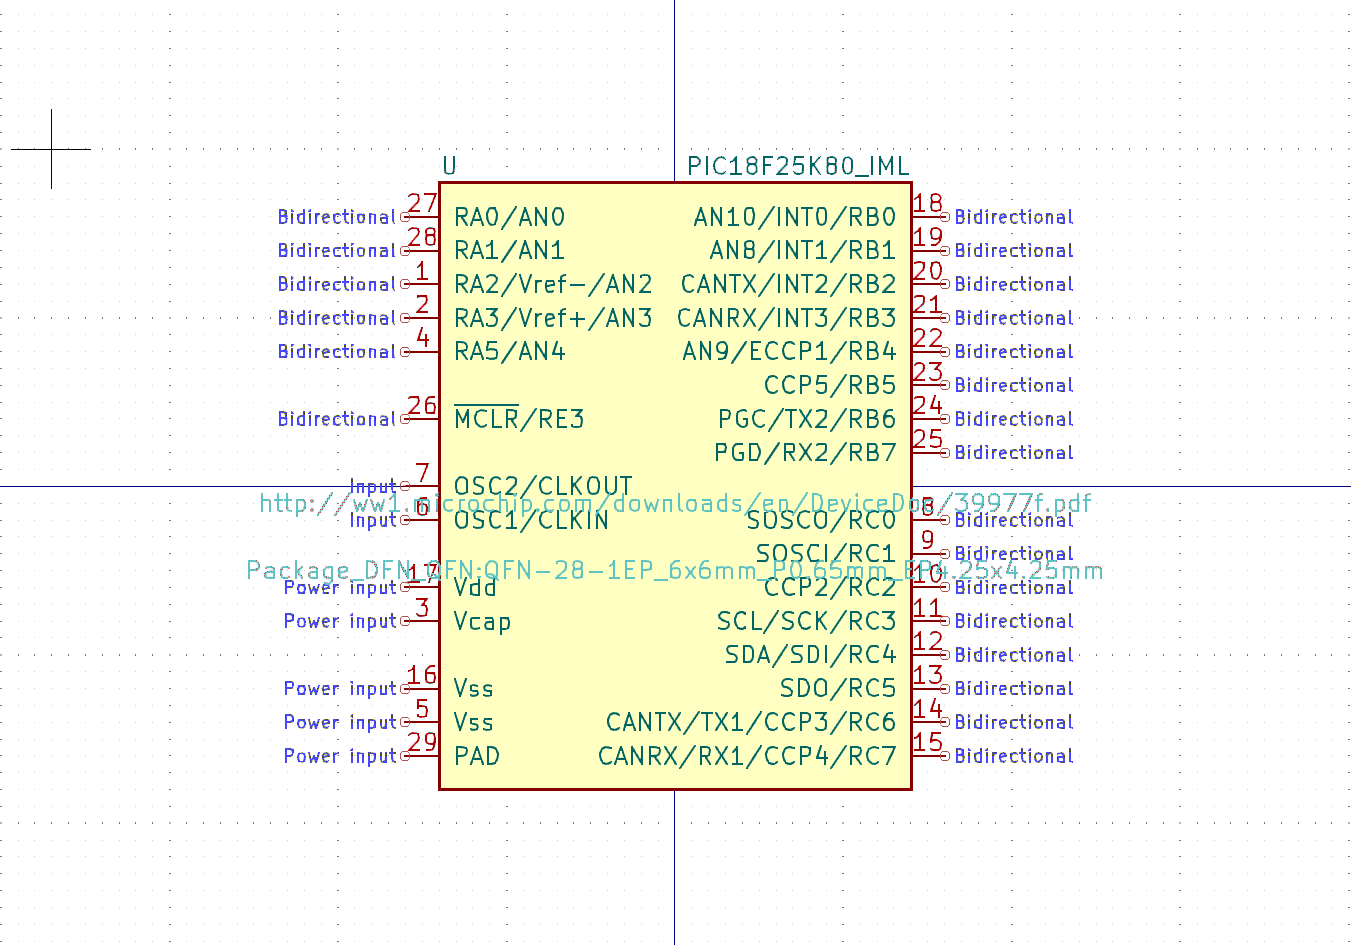 U PIC18F25K80_IML
Bidirectional 27 RA0/AN0 AN10/INT0/RB0 18 Bidirectional
Bidirectional 28 RA1/AN1 AN8/INT1/RB1 19 Bidirectional
Bidirectional 1 RA2/Vref-/AN2 CANTX/INT2/RB2 20 Bidirectional
Bidirectional 2 RA3/Vref+/AN3 CANRX/INT3/RB3 21 Bidirectional
Bidirectional 4 RA5/AN4 AN9/ECCP1/RB4 22 Bidirectional
CCP5/RB5 23 Bidirectional
Bidirectional 26 MCLR/RE3 PGC/TX2/RB6 24 Bidirectional
PGD/RX2/RB7 25 Bidirectional
Input 7 OSC2/CLKOUT
http://ww1.microchip.com/downloads/en/DeviceDoc/39977f.pdf
Input 6 OSC1/CLKIN SOSCO/RC0 8 Bidirectional
SOSCI/RC1 9 Bidirectional
Package_DFN_QFN:QFN-28-1EP_6x6mm_P0.65mm_EP4.25x4.25mm
Power input 17 Vdd CCP2/RC2 10 Bidirectional
Power input 3 Vcap SCL/SCK/RC3 11 Bidirectional
SDA/SDI/RC4 12 Bidirectional
Power input 16 Vss SDO/RC5 13 Bidirectional
Power input 5 Vss CANTX/TX1/CCP3/RC6 14 Bidirectional
Power input 29 PAD CANRX/RX1/CCP4/RC7 15 Bidirectional